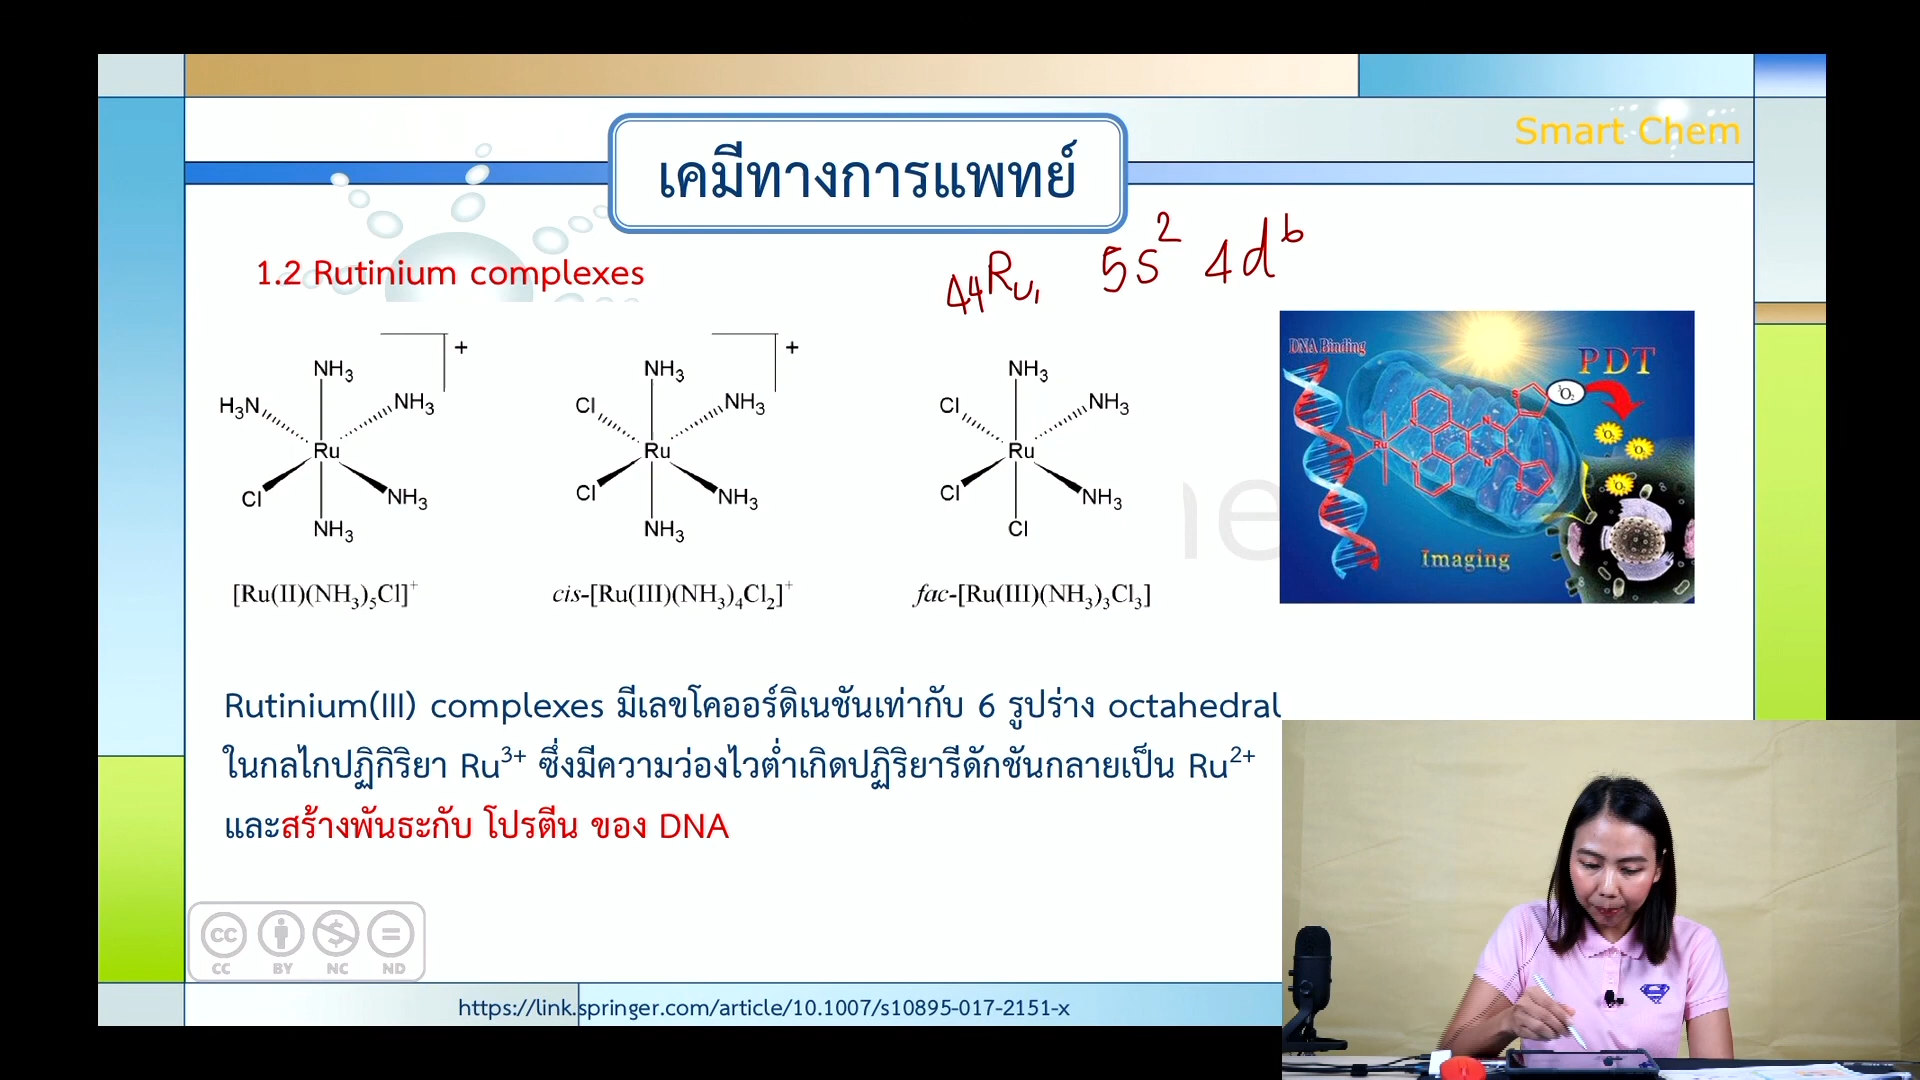 Smart Chem
เคมีทางการแพทย์
1.2 Rutinium complexes
₄₄Ru, 5s² 4d⁶
NH₃
H₃N
NH₃
Ru
Cl
NH₃
NH₃
+
[Ru(II)(NH₃)₅Cl]⁺
NH₃
Cl
NH₃
Ru
Cl
NH₃
NH₃
+
cis-[Ru(III)(NH₃)₄Cl₂]⁺
NH₃
Cl
NH₃
Ru
Cl
NH₃
Cl
fac-[Ru(III)(NH₃)₃Cl₃]
DNA Binding
PDT
³O₂
Ru
N
N
N
N
S
S
Imaging
Rutinium(III) complexes มีเลขโคออร์ดิเนชันเท่ากับ 6 รูปร่าง octahedral
ในกลไกปฏิกิริยา Ru³⁺ ซึ่งมีความว่องไวต่ำเกิดปฏิริยารีดักชันกลายเป็น Ru²⁺
และสร้างพันธะกับ โปรตีน ของ DNA
CC BY NC ND
https://link.springer.com/article/10.1007/s10895-017-2151-x